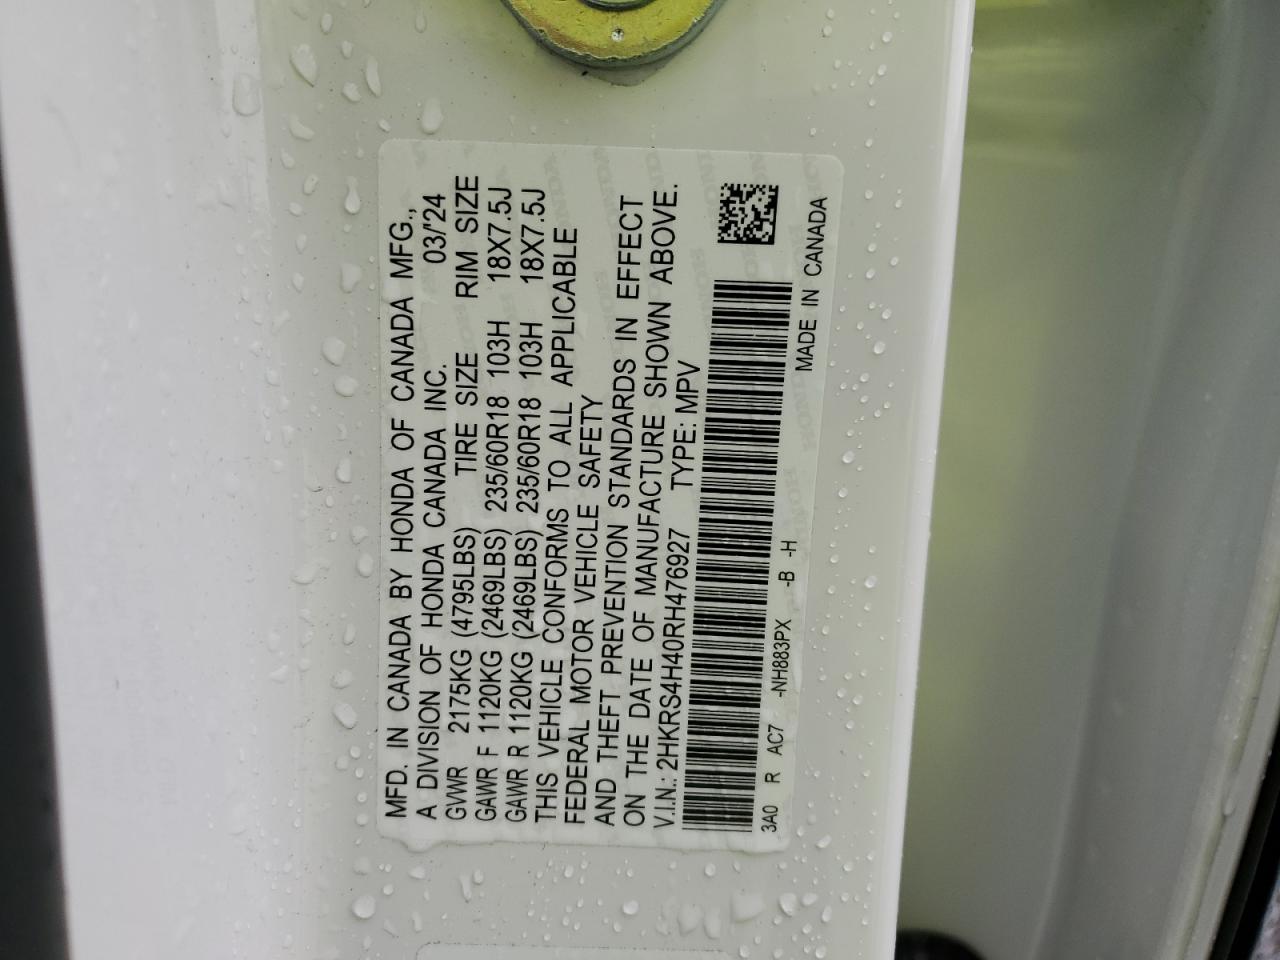 MFD. IN CANADA BY HONDA OF CANADA MFG.,
A DIVISION OF HONDA CANADA INC. 03/'24
GVWR 2175KG (4795LBS) TIRE SIZE RIM SIZE
GAWR F 1120KG (2469LBS) 235/60R18 103H 18X7.5J
GAWR R 1120KG (2469LBS) 235/60R18 103H 18X7.5J
THIS VEHICLE CONFORMS TO ALL APPLICABLE
FEDERAL MOTOR VEHICLE SAFETY
AND THEFT PREVENTION STANDARDS IN EFFECT
ON THE DATE OF MANUFACTURE SHOWN ABOVE.
V.I.N.: 2HKRS4H40RH476927 TYPE: MPV
3A0 R AC7 -NH883PX -B -H
MADE IN CANADA